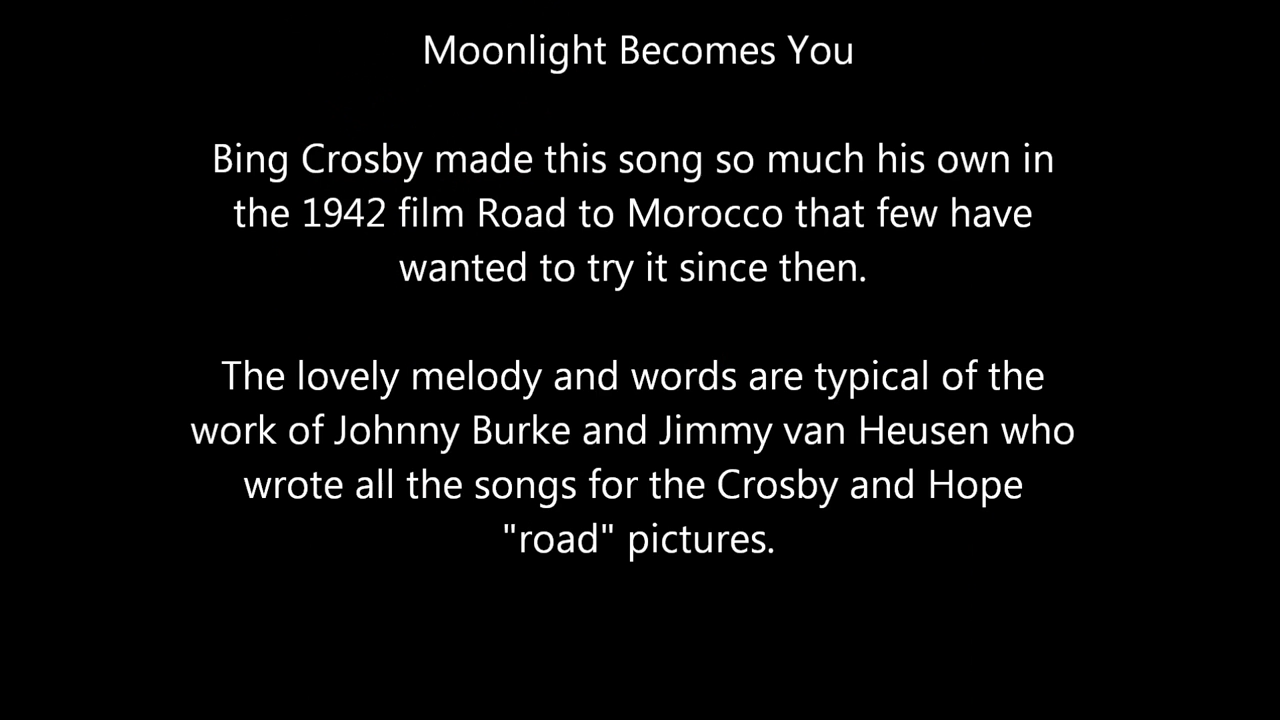 Moonlight Becomes You
Bing Crosby made this song so much his own in
the 1942 film Road to Morocco that few have
wanted to try it since then.
The lovely melody and words are typical of the
work of Johnny Burke and Jimmy van Heusen who
wrote all the songs for the Crosby and Hope
"road" pictures.